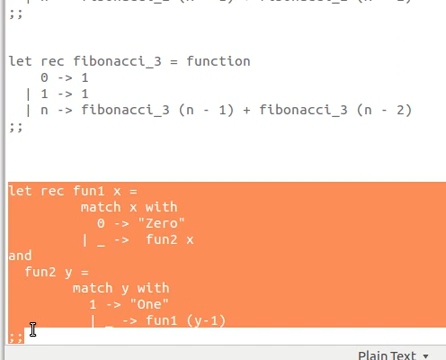 ;;
let rec fibonacci_3 = function
0 -> 1
| 1 -> 1
| n -> fibonacci_3 (n - 1) + fibonacci_3 (n - 2)
;;
let rec fun1 x =
match x with
0 -> "Zero"
| _ -> fun2 x
and
fun2 y =
match y with
1 -> "One"
| _ -> fun1 (y-1)
;;
Plain Text